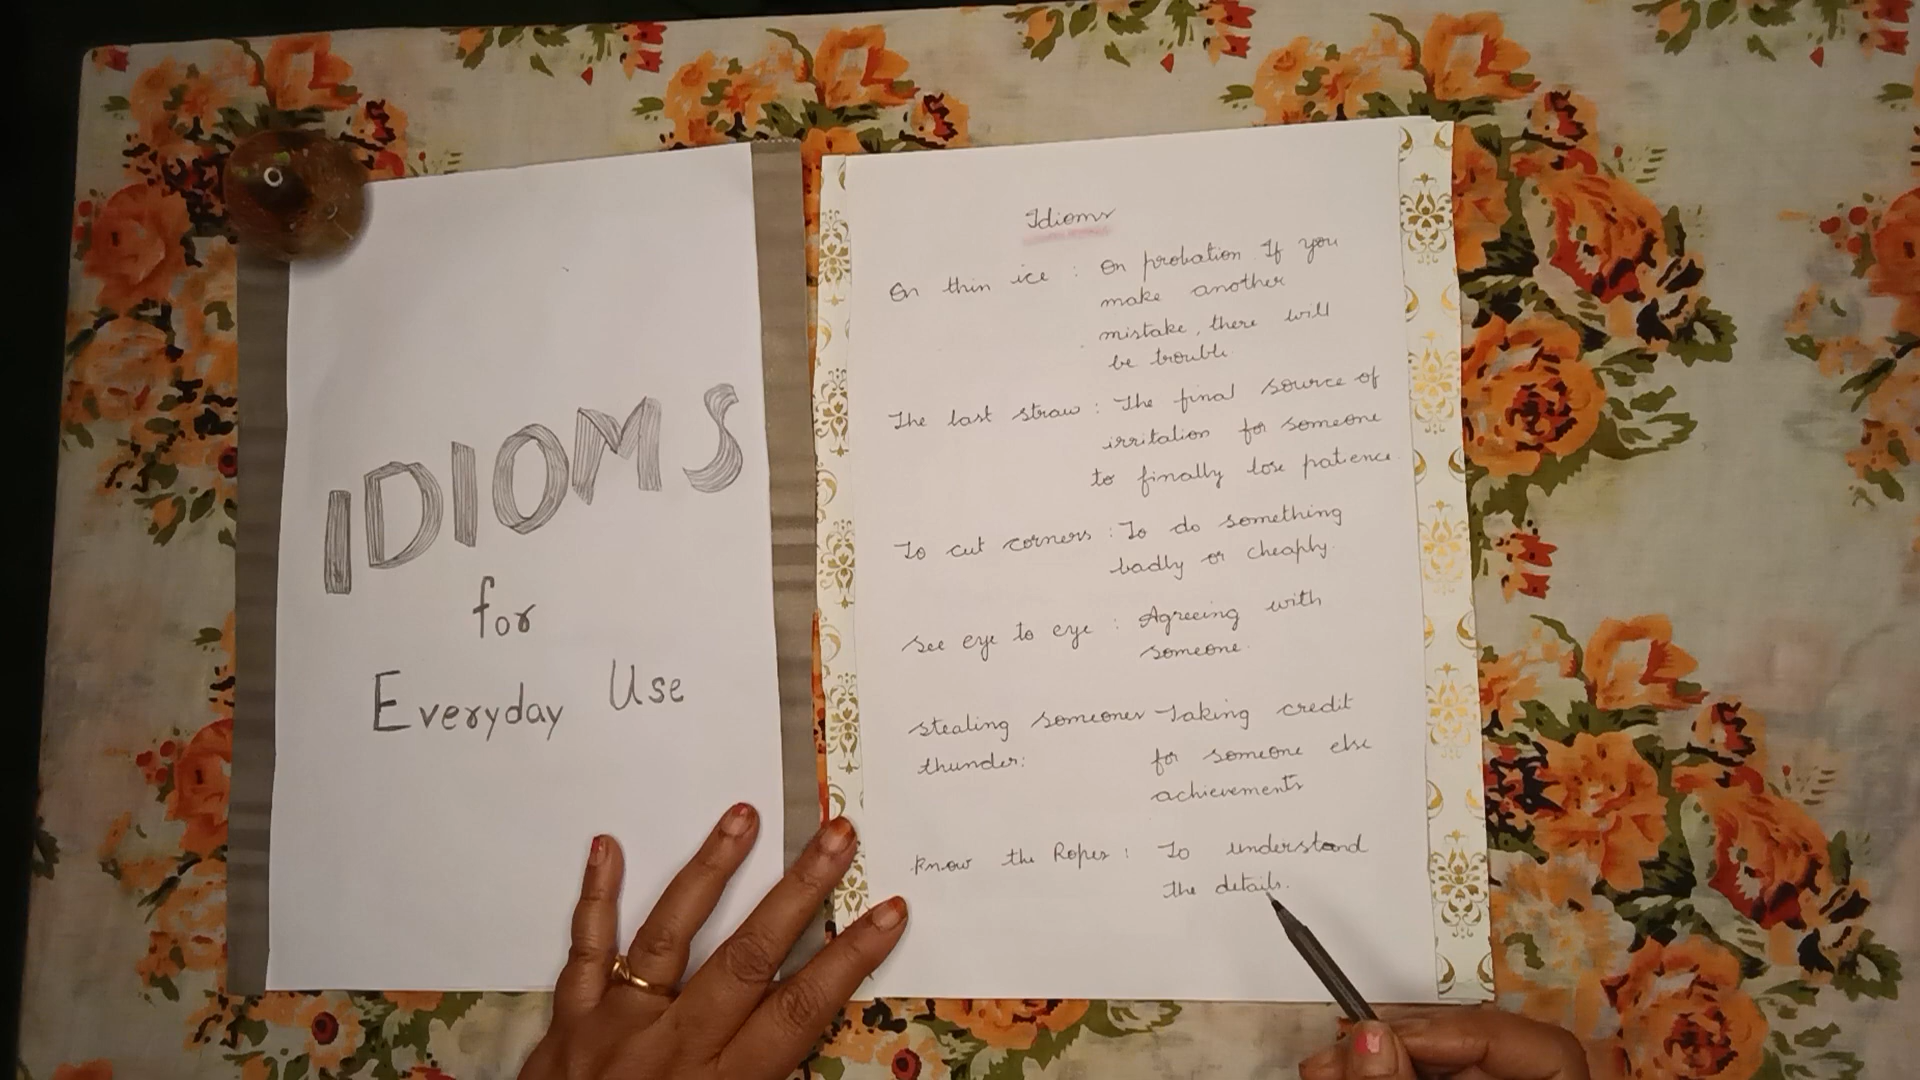 IDIOMS
for
Everyday Use
Idioms
On thin ice : On probation. If you
make another
mistake, there will
be trouble.
The last straw : The final source of
irritation for someone
to finally lose patience.
To cut corners : To do something
badly or cheaply.
See eye to eye : Agreeing with
someone.
Stealing someones Taking credit
thunder: for someone else
achievements
Know the Ropes : To understand
the details.